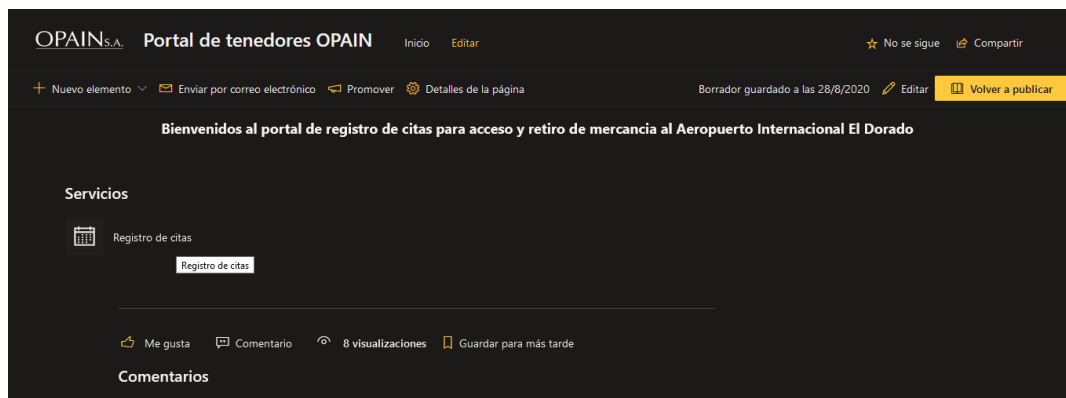 OPAIN S.A. Portal de tenedores OPAIN Inicio Editar No se sigue Compartir
Nuevo elemento Enviar por correo electrónico Promover Detalles de la página Borrador guardado a las 28/8/2020 Editar Volver a publicar
Bienvenidos al portal de registro de citas para acceso y retiro de mercancia al Aeropuerto Internacional El Dorado
Servicios
Registro de citas
Registro de citas
Me gusta Comentario 8 visualizaciones Guardar para más tarde
Comentarios